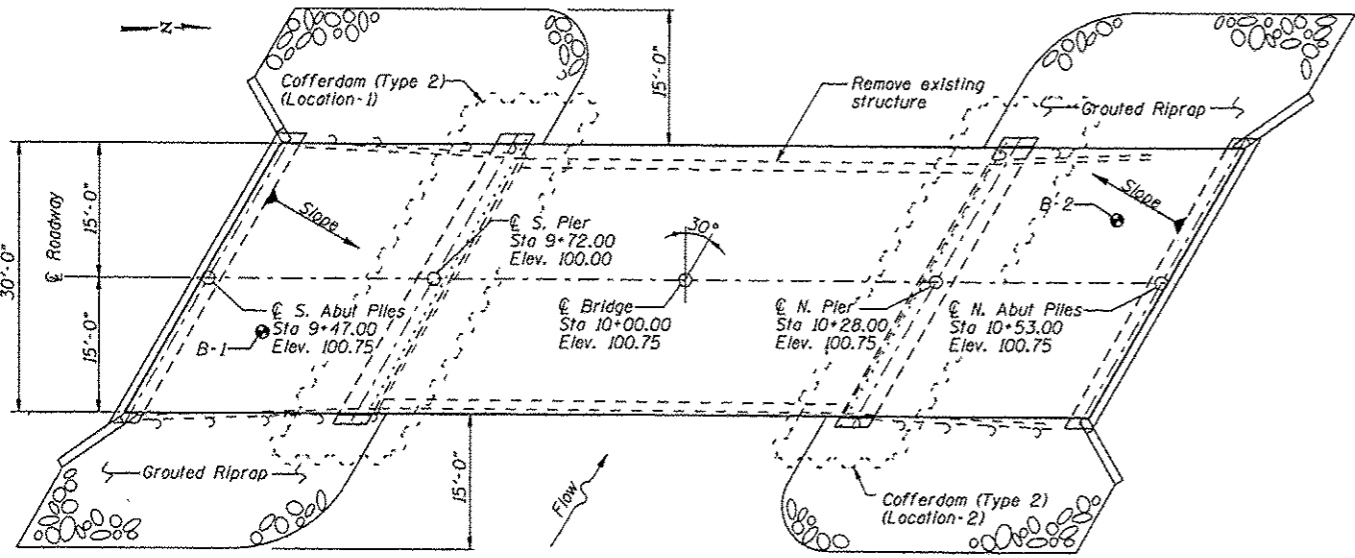 N
Cofferdam (Type 2)
(Location-1)
15'-0"
Remove existing
structure
Grouted Riprap
30'-0"
℄ Roadway
15'-0"
15'-0"
Slope
℄ S. Pier
Sta 9+72.00
Elev. 100.00
30°
B-2
Slope
℄ S. Abut Piles
Sta 9+47.00
Elev. 100.75
B-1
℄ Bridge
Sta 10+00.00
Elev. 100.75
℄ N. Pier
Sta 10+28.00
Elev. 100.75
℄ N. Abut Piles
Sta 10+53.00
Elev. 100.75
Grouted Riprap
15'-0"
Flow
Cofferdam (Type 2)
(Location-2)